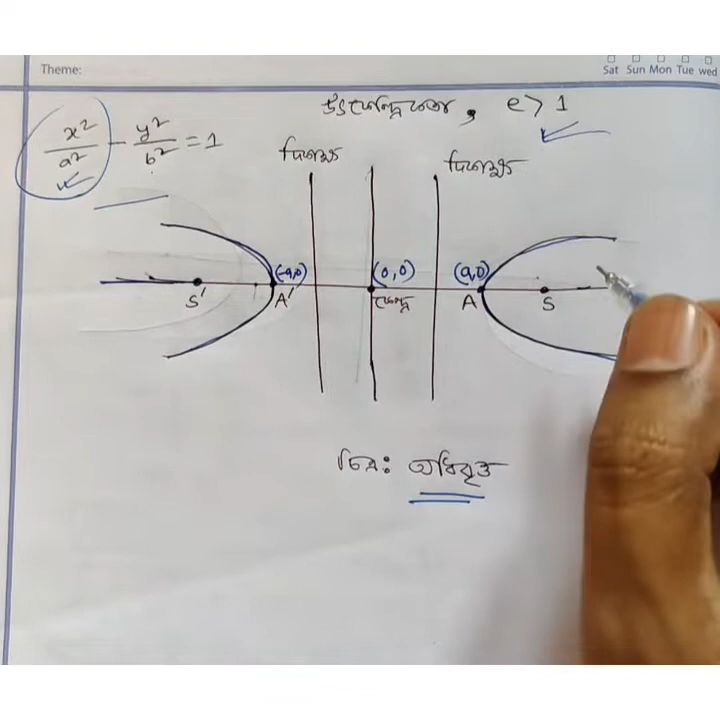 Theme:
Sat Sun Mon Tue wed
উৎকেন্দ্রিকতা, e > 1
x²/a² - y²/b² = 1
দিকাক্ষ
দিকাক্ষ
(-a,0) (0,0) (a,0)
S' A' কেন্দ্র A S
চিত্র: অধিবৃত্ত